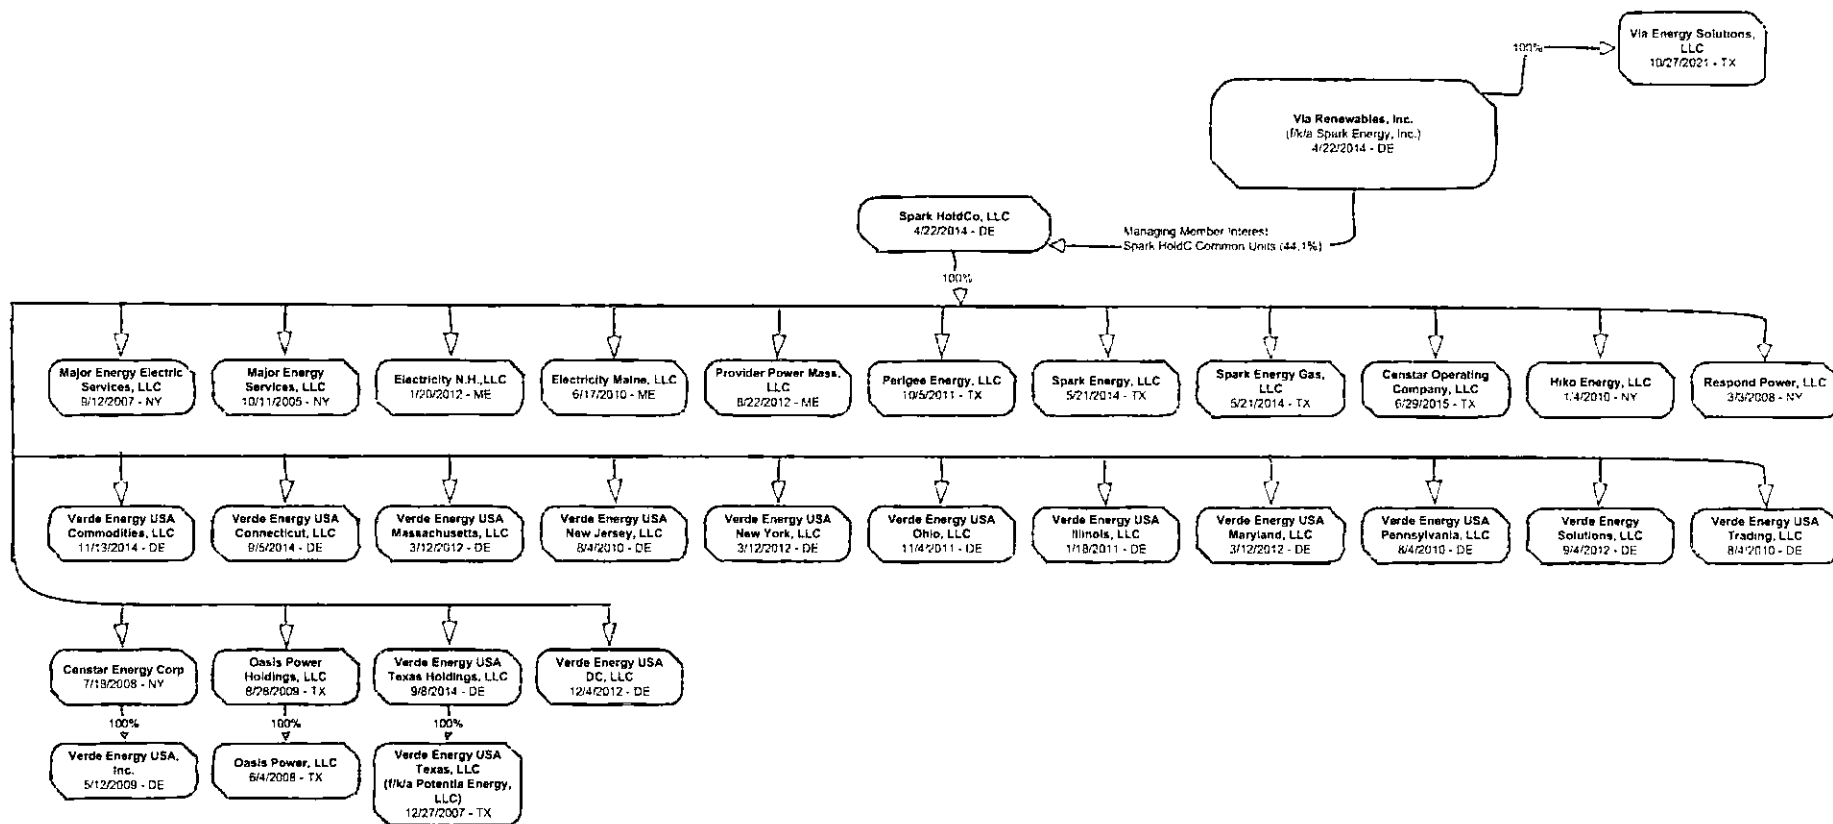 Via Energy Solutions,
LLC
10/27/2021 - TX
100%
Via Renewables, Inc.
(f/k/a Spark Energy, Inc.)
4/22/2014 - DE
Spark HoldCo, LLC
4/22/2014 - DE
Managing Member Interest
Spark HoldC Common Units (44.1%)
100%
Major Energy Electric
Services, LLC
9/12/2007 - NY
Major Energy
Services, LLC
10/11/2005 - NY
Electricity N.H.,LLC
1/20/2012 - ME
Electricity Maine, LLC
6/17/2010 - ME
Provider Power Mass,
LLC
8/22/2012 - ME
Perigee Energy, LLC
10/5/2011 - TX
Spark Energy, LLC
5/21/2014 - TX
Spark Energy Gas,
LLC
5/21/2014 - TX
Censtar Operating
Company, LLC
6/29/2015 - TX
Hiko Energy, LLC
1/4/2010 - NY
Respond Power, LLC
3/3/2008 - NY
Verde Energy USA
Commodities, LLC
11/13/2014 - DE
Verde Energy USA
Connecticut, LLC
9/5/2014 - DE
Verde Energy USA
Massachusetts, LLC
3/12/2012 - DE
Verde Energy USA
New Jersey, LLC
8/4/2010 - DE
Verde Energy USA
New York, LLC
3/12/2012 - DE
Verde Energy USA
Ohio, LLC
11/4/2011 - DE
Verde Energy USA
Illinois, LLC
1/18/2011 - DE
Verde Energy USA
Maryland, LLC
3/12/2012 - DE
Verde Energy USA
Pennsylvania, LLC
8/4/2010 - DE
Verde Energy
Solutions, LLC
9/4/2012 - DE
Verde Energy USA
Trading, LLC
8/4/2010 - DE
Censtar Energy Corp
7/18/2008 - NY
Oasis Power
Holdings, LLC
8/28/2009 - TX
Verde Energy USA
Texas Holdings, LLC
9/8/2014 - DE
Verde Energy USA
DC, LLC
12/4/2012 - DE
100%
100%
100%
Verde Energy USA,
Inc.
5/12/2009 - DE
Oasis Power, LLC
6/4/2008 - TX
Verde Energy USA
Texas, LLC
(f/k/a Potentia Energy,
LLC)
12/27/2007 - TX